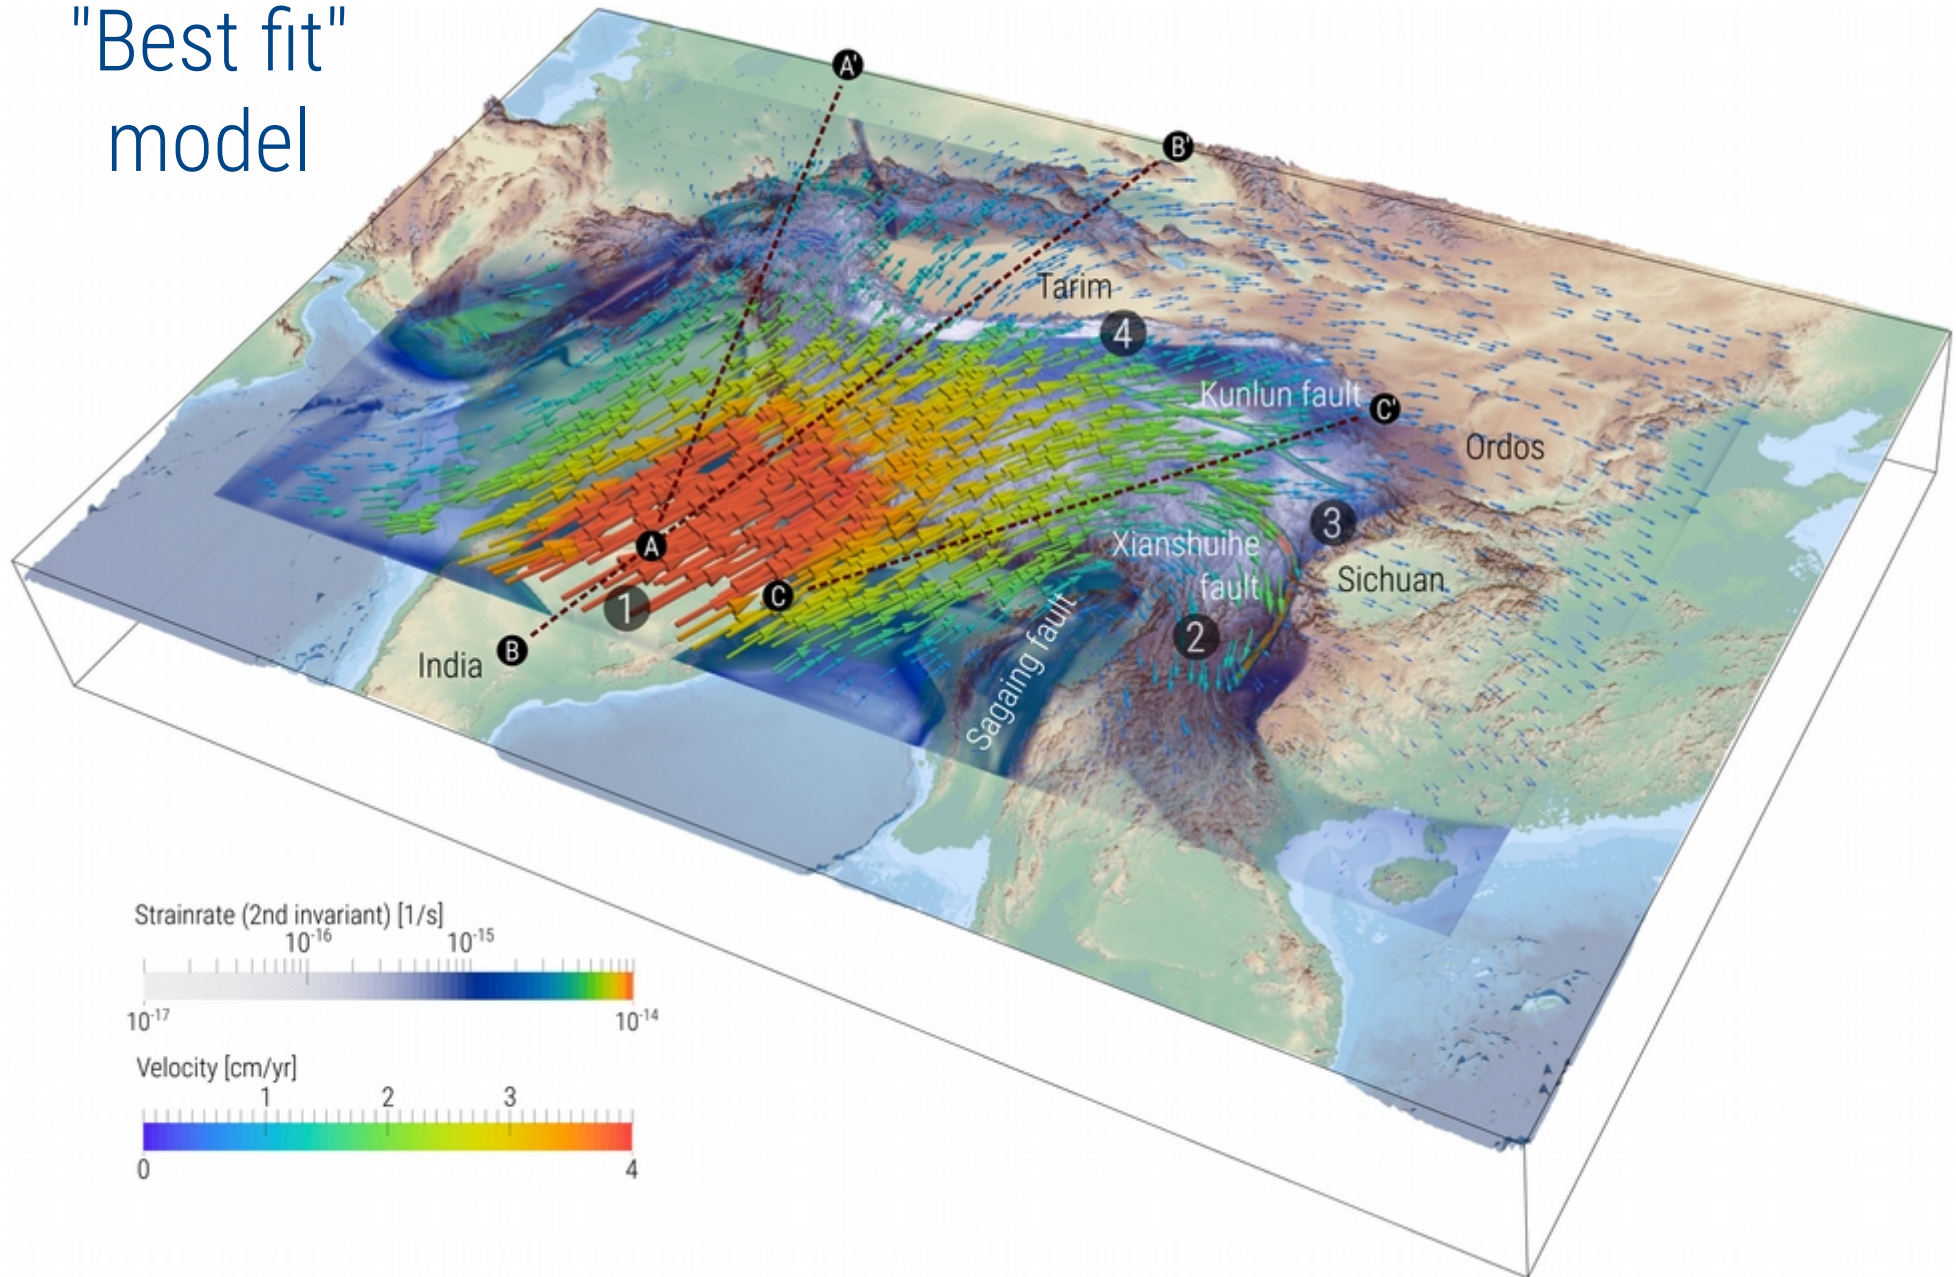 "Best fit"
model
A'
B'
Tarim
4
Kunlun fault
C'
Ordos
3
A
Xianshuihe
fault
Sichuan
C
1
2
B
India
Sagaing fault
Strainrate (2nd invariant) [1/s]
10-16 10-15
10-17 10-14
Velocity [cm/yr]
1 2 3
0 4